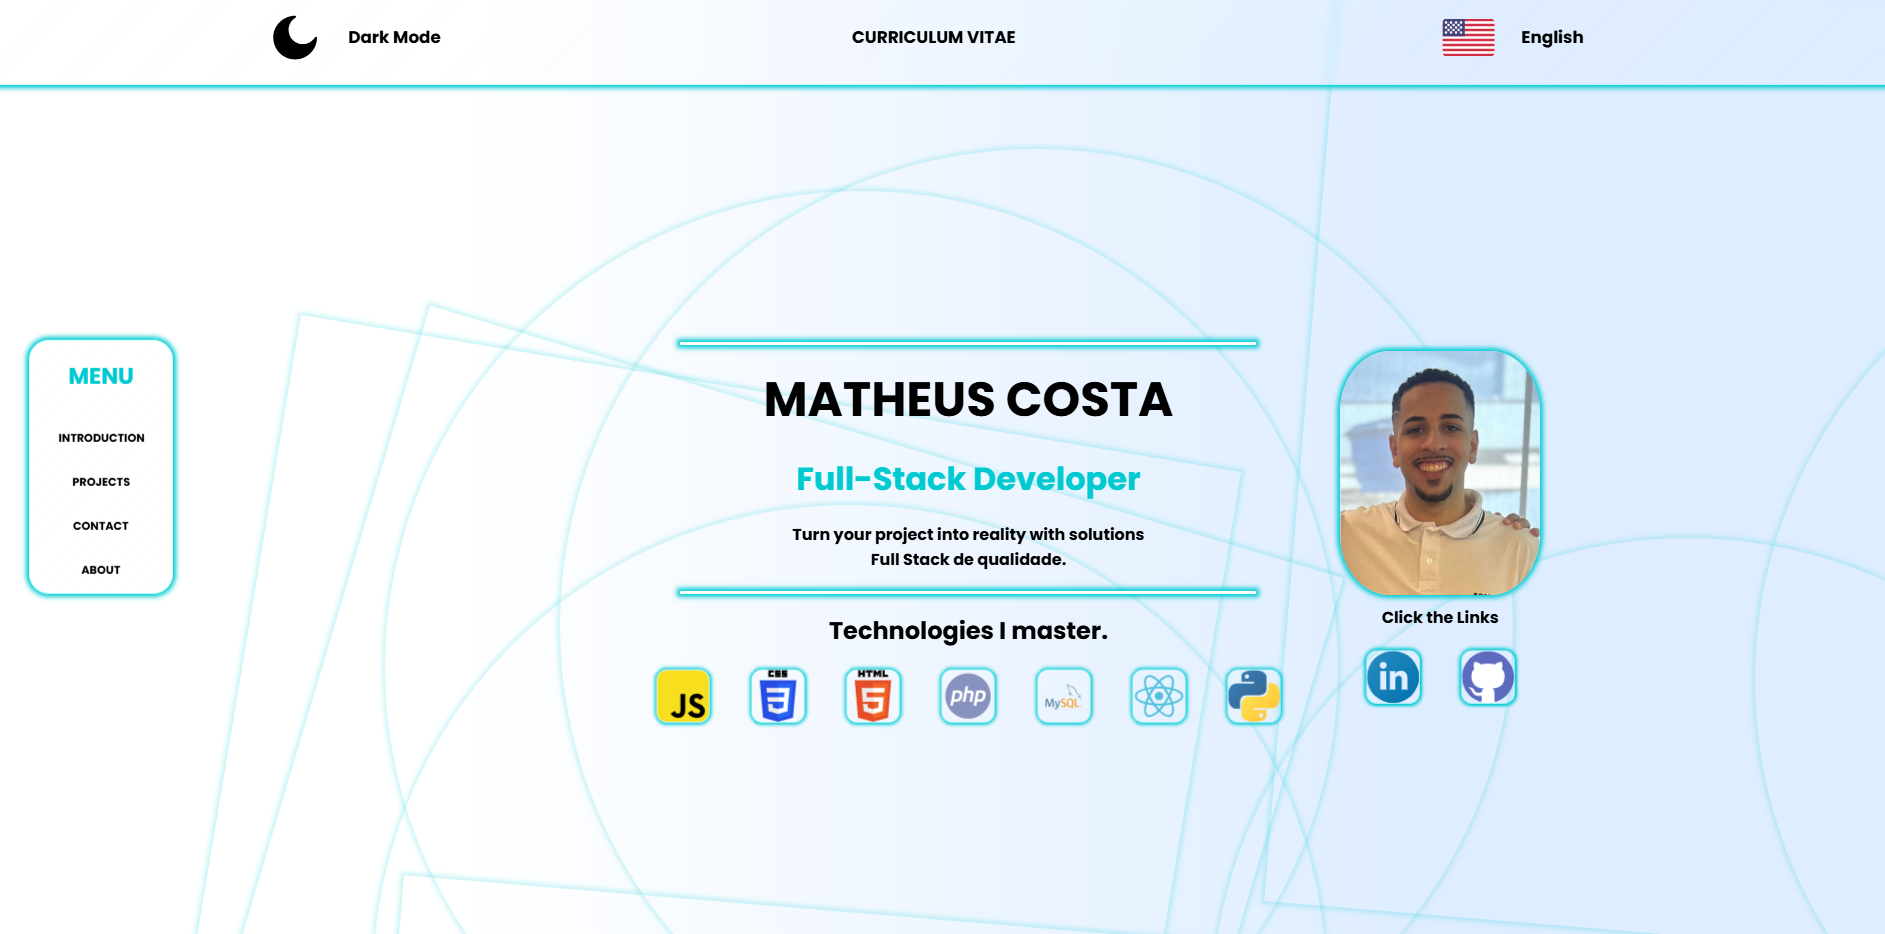 Dark Mode
CURRICULUM VITAE
English
MENU
INTRODUCTION
PROJECTS
CONTACT
ABOUT
MATHEUS COSTA
Full-Stack Developer
Turn your project into reality with solutions
Full Stack de qualidade.
Technologies I master.
JS
CSS
HTML
php
MySQL
Click the Links
in